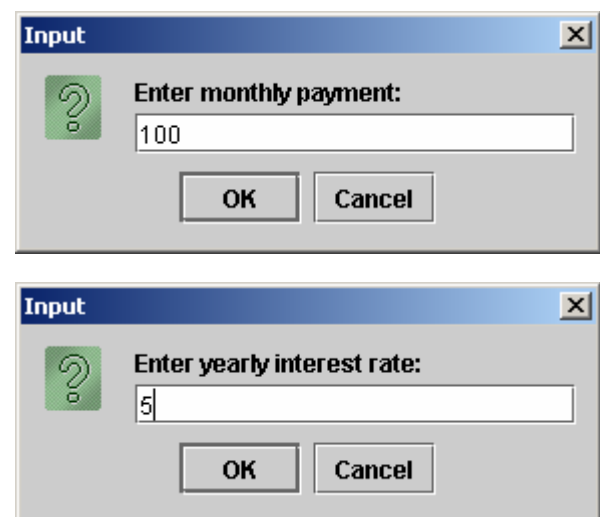 Input
Enter monthly payment:
100
OK Cancel
Input
Enter yearly interest rate:
5
OK Cancel